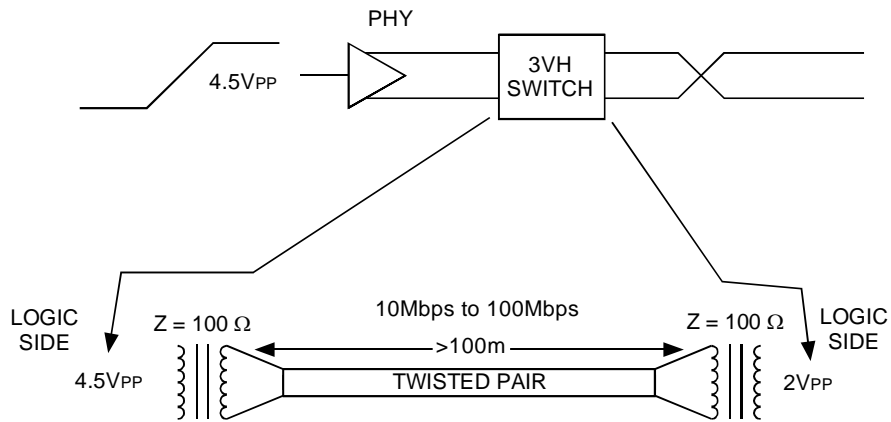 PHY
4.5VPP
3VH
SWITCH
10Mbps to 100Mbps
LOGIC
SIDE
Z = 100 Ω
Z = 100 Ω
LOGIC
SIDE
>100m
4.5VPP
TWISTED PAIR
2VPP